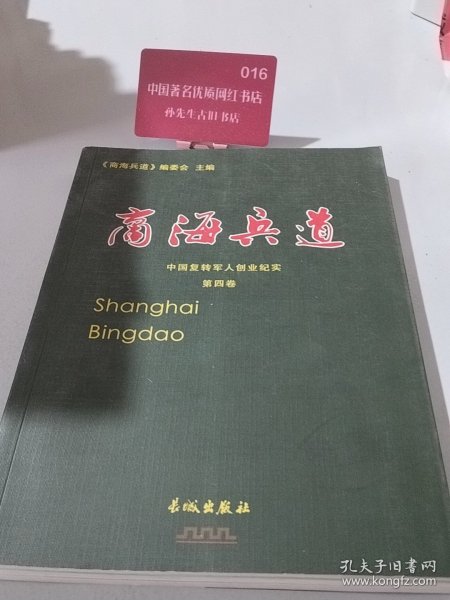 016
中国著名优质网红书店
孙先生古旧书店
《商海兵道》编委会 主编
商海兵道
中国复转军人创业纪实
第四卷
Shanghai
Bingdao
长城出版社
孔夫子旧书网
www.kongfz.com